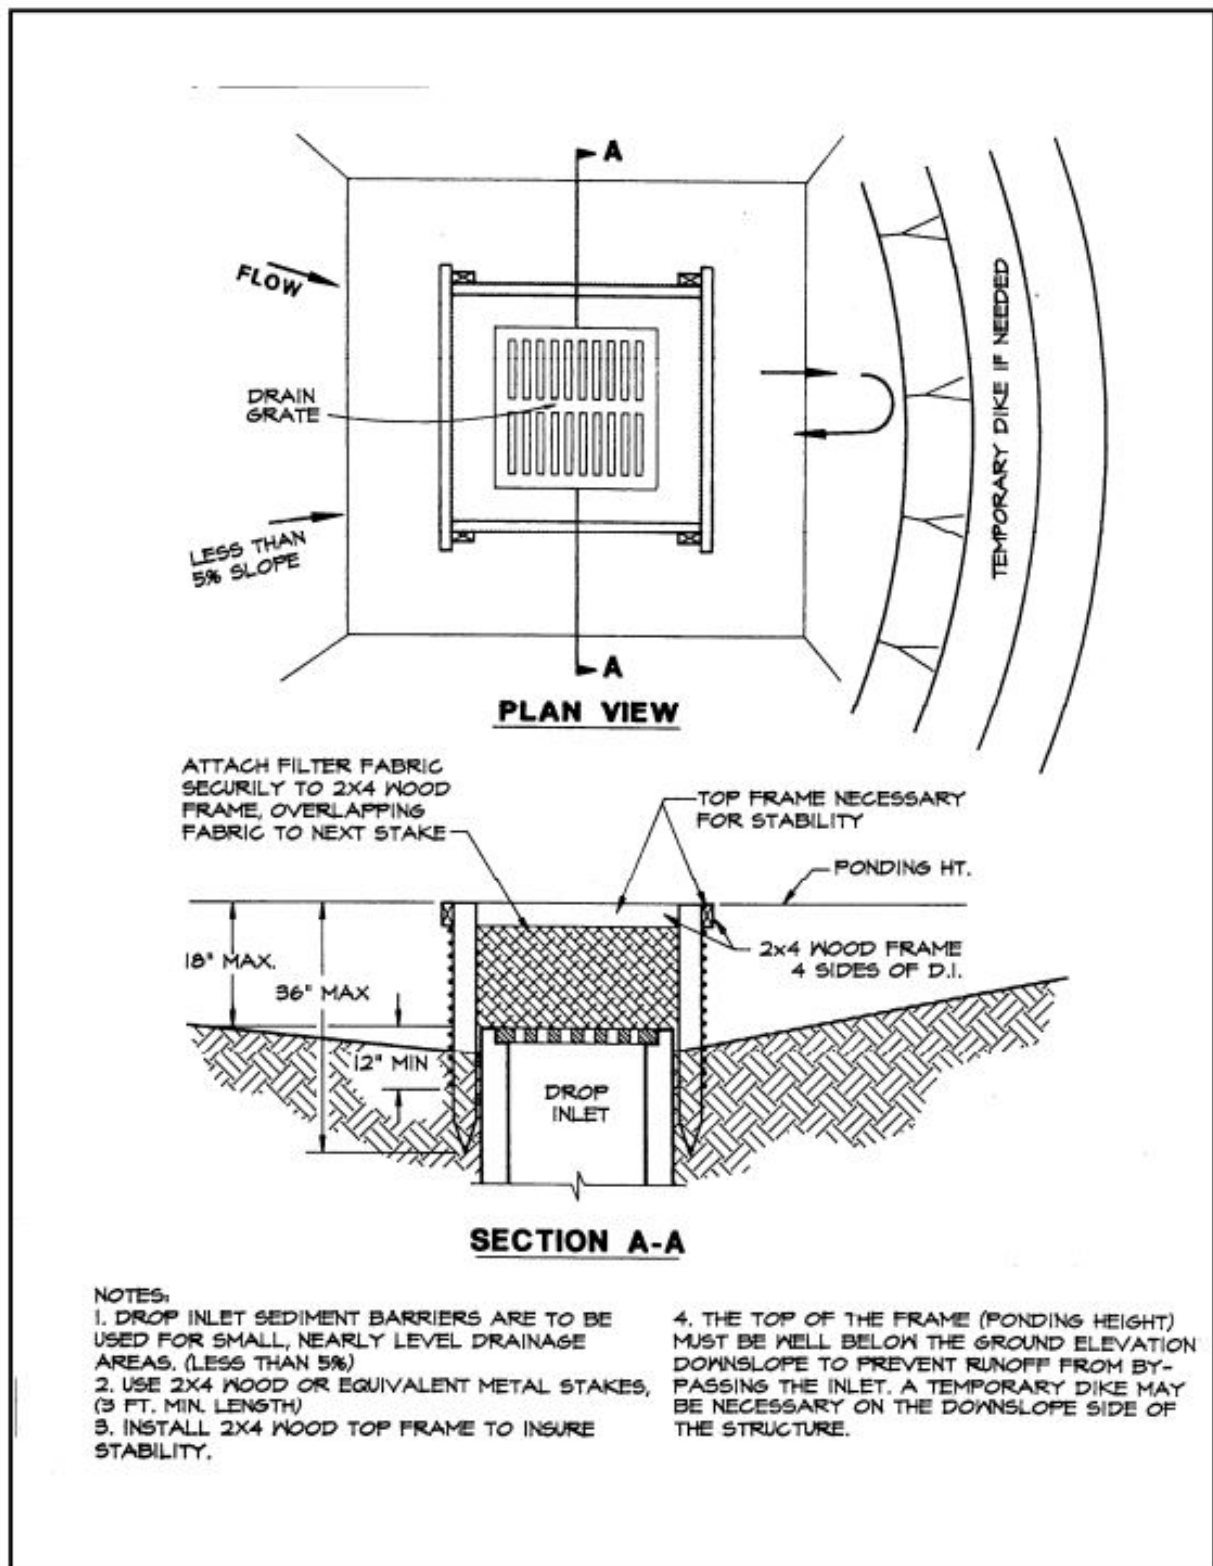 A
FLOW
DRAIN
GRATE
TEMPORARY DIKE IF NEEDED
LESS THAN
5% SLOPE
A
PLAN VIEW
ATTACH FILTER FABRIC
SECURILY TO 2X4 WOOD
FRAME, OVERLAPPING
FABRIC TO NEXT STAKE
TOP FRAME NECESSARY
FOR STABILITY
PONDING HT.
2x4 WOOD FRAME
4 SIDES OF D.I.
18" MAX.
36" MAX
12" MIN
DROP
INLET
SECTION A-A
NOTES:
1. DROP INLET SEDIMENT BARRIERS ARE TO BE
USED FOR SMALL, NEARLY LEVEL DRAINAGE
AREAS. (LESS THAN 5%)
2. USE 2X4 WOOD OR EQUIVALENT METAL STAKES,
(3 FT. MIN. LENGTH)
3. INSTALL 2X4 WOOD TOP FRAME TO INSURE
STABILITY.
4. THE TOP OF THE FRAME (PONDING HEIGHT)
MUST BE WELL BELOW THE GROUND ELEVATION
DOWNSLOPE TO PREVENT RUNOFF FROM BY-
PASSING THE INLET. A TEMPORARY DIKE MAY
BE NECESSARY ON THE DOWNSLOPE SIDE OF
THE STRUCTURE.